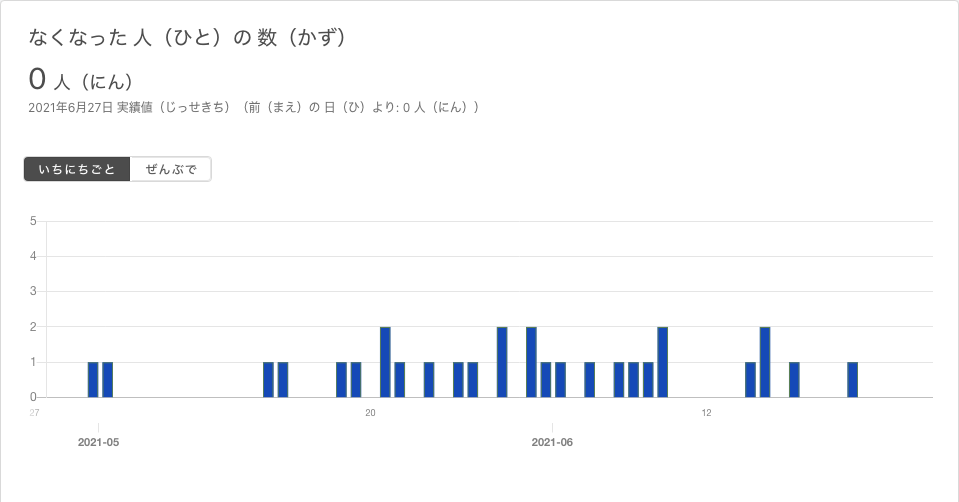 なくなった 人（ひと）の 数（かず）
0 人（にん）
2021年6月27日 実績値（じっせきち）（前（まえ）の 日（ひ）より: 0 人（にん））
いちにちごと ぜんぶで
5
4
3
2
1
0
27 20 12
2021-05 2021-06